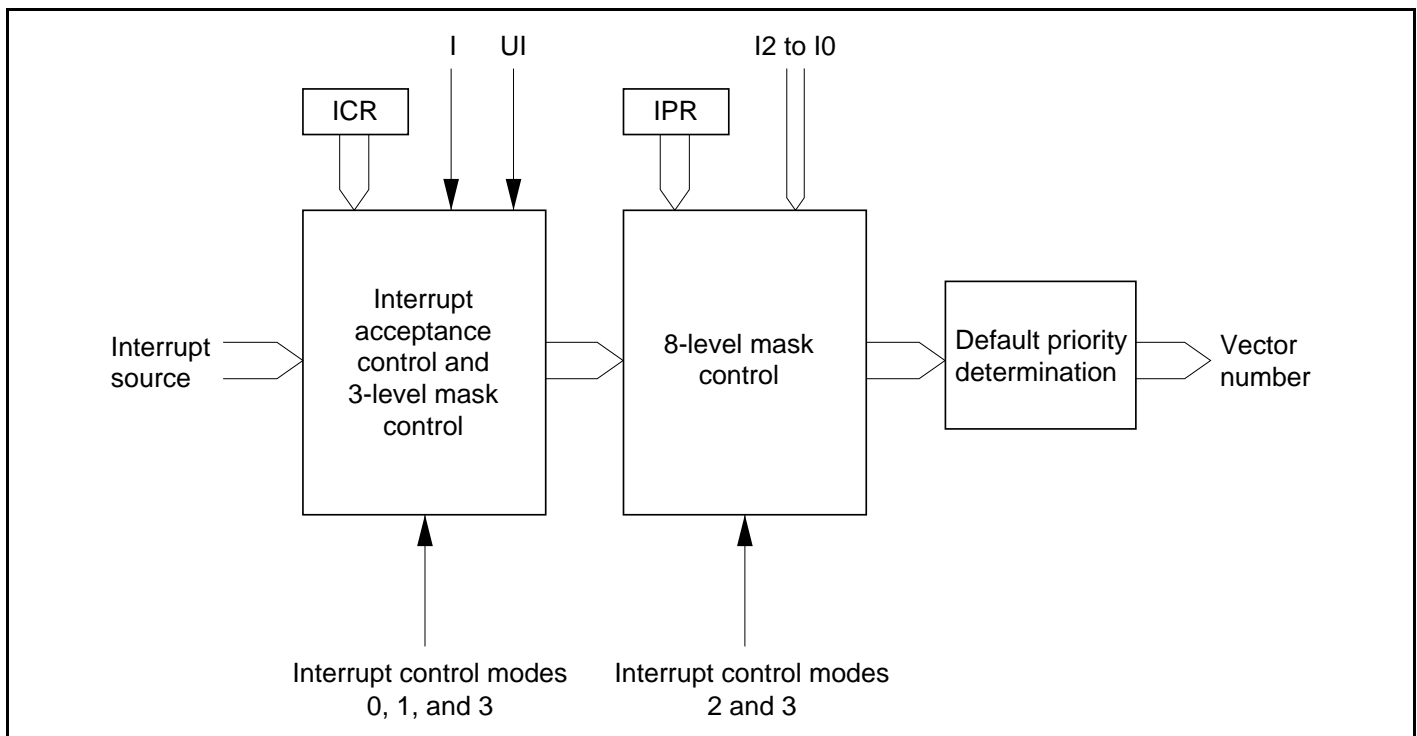 I UI I2 to I0
ICR IPR
Interrupt
source
Interrupt
acceptance
control and
3-level mask
control
8-level mask
control
Default priority
determination
Vector
number
Interrupt control modes
0, 1, and 3
Interrupt control modes
2 and 3